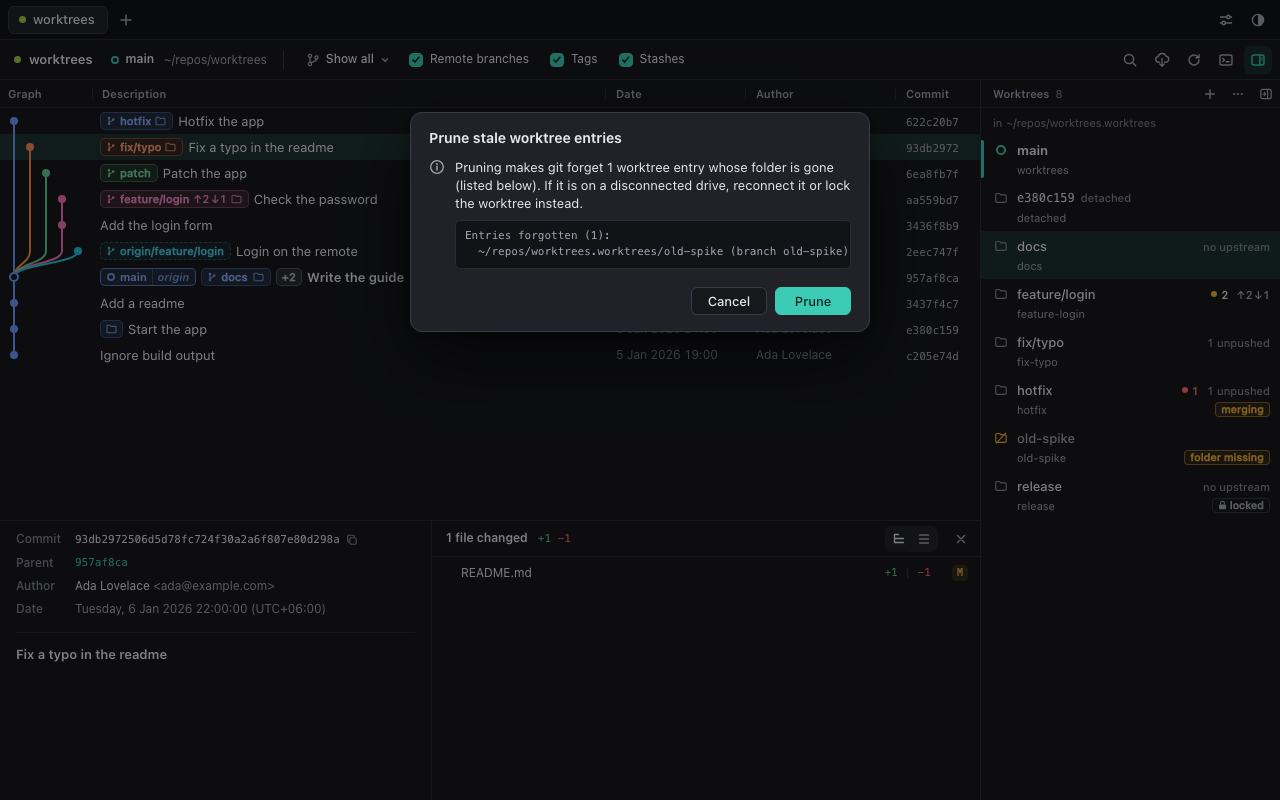 worktrees
worktrees main ~/repos/worktrees Show all Remote branches Tags Stashes
Graph Description Date Author Commit
hotfix Hotfix the app 622c20b7
fix/typo Fix a typo in the readme 93db2972
patch Patch the app 6ea8fb7f
feature/login ↑2↓1 Check the password aa559bd7
Add the login form 3436f8b9
origin/feature/login Login on the remote 2eec747f
main origin docs +2 Write the guide 957af8ca
Add a readme 3437f4c7
Start the app e380c159
Ignore build output 5 Jan 2026 19:00 Ada Lovelace c205e74d
Prune stale worktree entries
Pruning makes git forget 1 worktree entry whose folder is gone
(listed below). If it is on a disconnected drive, reconnect it or lock
the worktree instead.
Entries forgotten (1):
~/repos/worktrees.worktrees/old-spike (branch old-spike)
Cancel Prune
Worktrees 8
in ~/repos/worktrees.worktrees
main
worktrees
e380c159 detached
detached
docs no upstream
docs
feature/login 2 ↑2↓1
feature-login
fix/typo 1 unpushed
fix-typo
hotfix 1 1 unpushed
hotfix merging
old-spike
old-spike folder missing
release no upstream
release locked
Commit 93db2972506d5d78fc724f30a2a6f807e80d298a
Parent 957af8ca
Author Ada Lovelace <ada@example.com>
Date Tuesday, 6 Jan 2026 22:00:00 (UTC+06:00)
Fix a typo in the readme
1 file changed +1 −1
README.md +1 −1 M